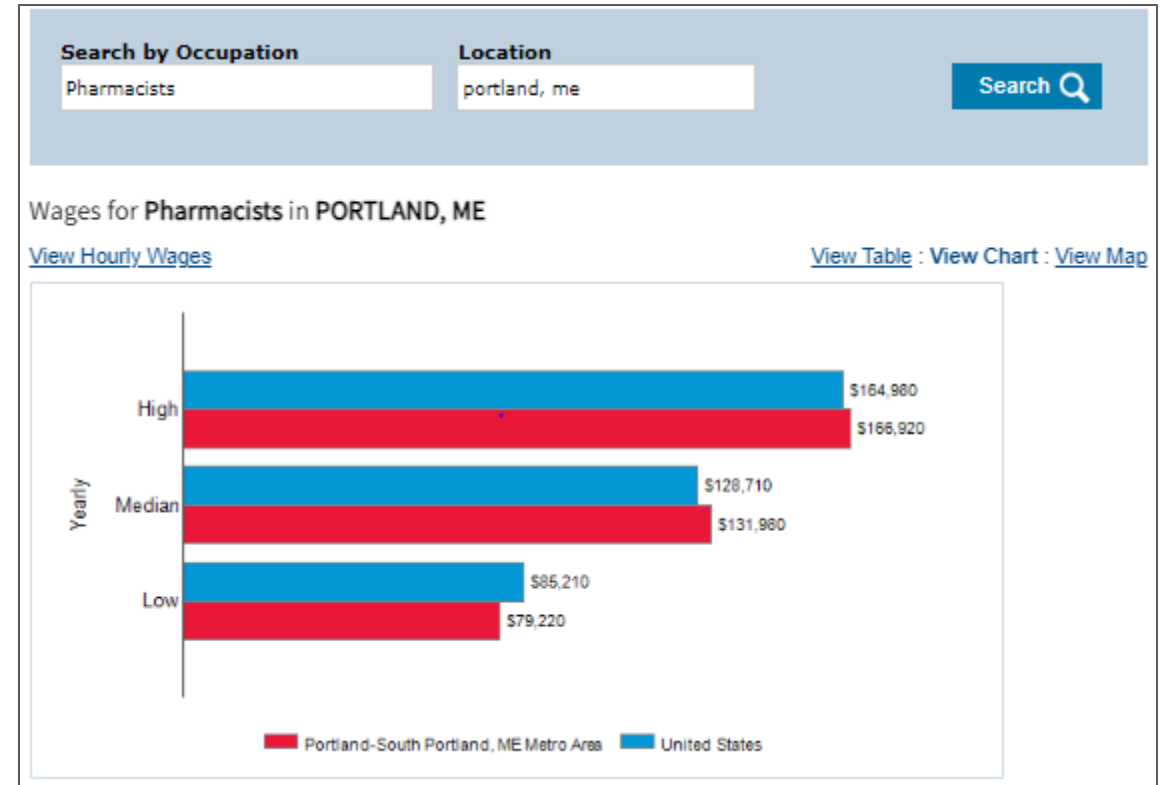 Search by Occupation Location
Pharmacists portland, me Search
Wages for Pharmacists in PORTLAND, ME
View Hourly Wages View Table : View Chart : View Map
$164,980
High
$166,920
Yearly
$128,710
Median
$131,980
$85,210
Low
$79,220
Portland-South Portland, ME Metro Area United States